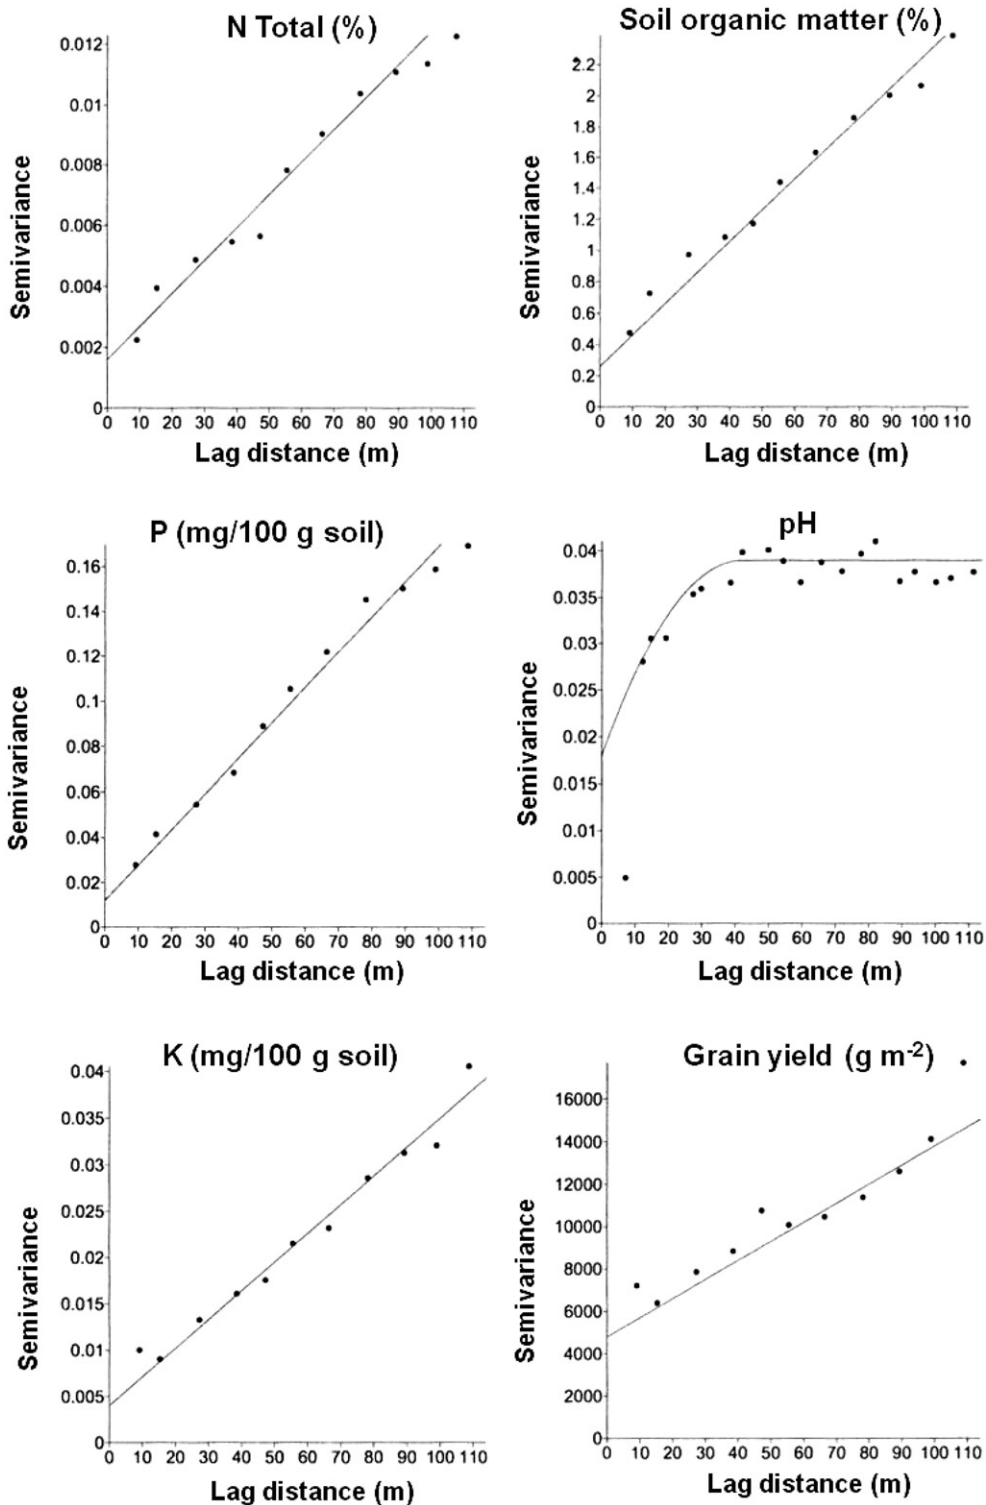 N Total (%)
Semivariance
0.012
0.01
0.008
0.006
0.004
0.002
0
0 10 20 30 40 50 60 70 80 90 100 110
Lag distance (m)
Soil organic matter (%)
Semivariance
2.2
2
1.8
1.6
1.4
1.2
1
0.8
0.6
0.4
0.2
0
0 10 20 30 40 50 60 70 80 90 100 110
Lag distance (m)
P (mg/100 g soil)
Semivariance
0.16
0.14
0.12
0.1
0.08
0.06
0.04
0.02
0
0 10 20 30 40 50 60 70 80 90 100 110
Lag distance (m)
pH
Semivariance
0.04
0.035
0.03
0.025
0.02
0.015
0.01
0.005
0
0 10 20 30 40 50 60 70 80 90 100 110
Lag distance (m)
K (mg/100 g soil)
Semivariance
0.04
0.035
0.03
0.025
0.02
0.015
0.01
0.005
0
0 10 20 30 40 50 60 70 80 90 100 110
Lag distance (m)
Grain yield (g m-2)
Semivariance
16000
14000
12000
10000
8000
6000
4000
2000
0
0 10 20 30 40 50 60 70 80 90 100 110
Lag distance (m)